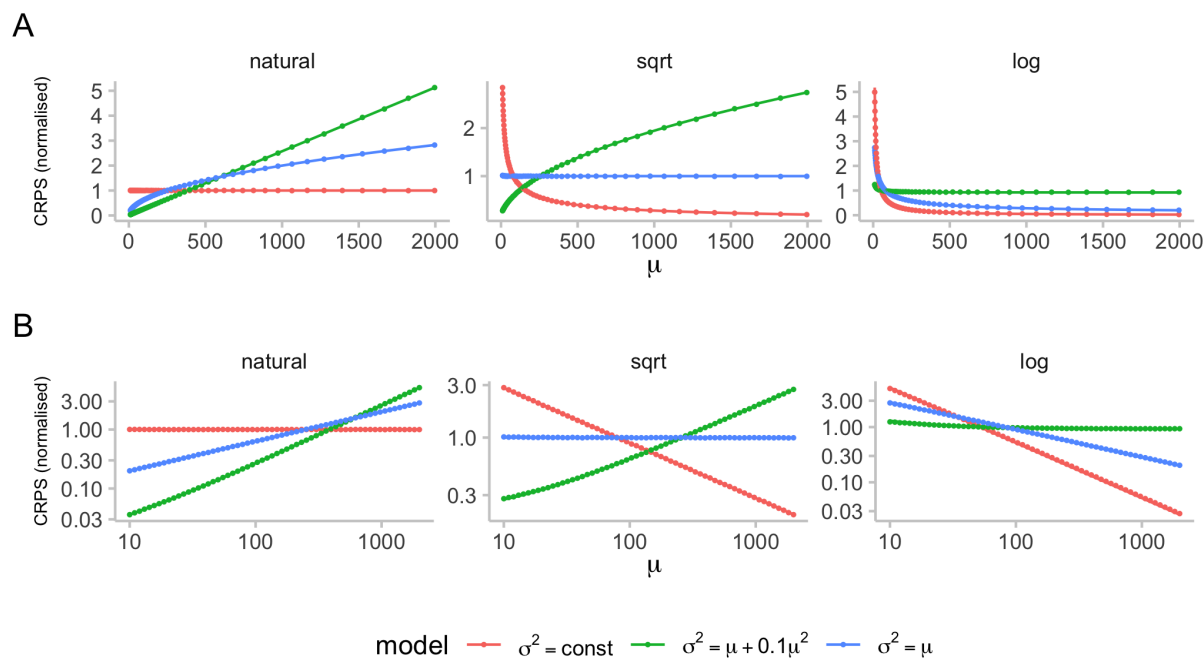 A
natural sqrt log
CRPS (normalised)
5 4 3 2 1 0
2 1
5 4 3 2 1 0
0 500 1000 1500 2000 0 500 1000 1500 2000 0 500 1000 1500 2000
μ
B
natural sqrt log
CRPS (normalised)
3.00 1.00 0.30 0.10 0.03
3.0 1.0 0.3
3.00 1.00 0.30 0.10 0.03
10 100 1000 10 100 1000 10 100 1000
μ
model σ² = const σ² = μ + 0.1μ² σ² = μ